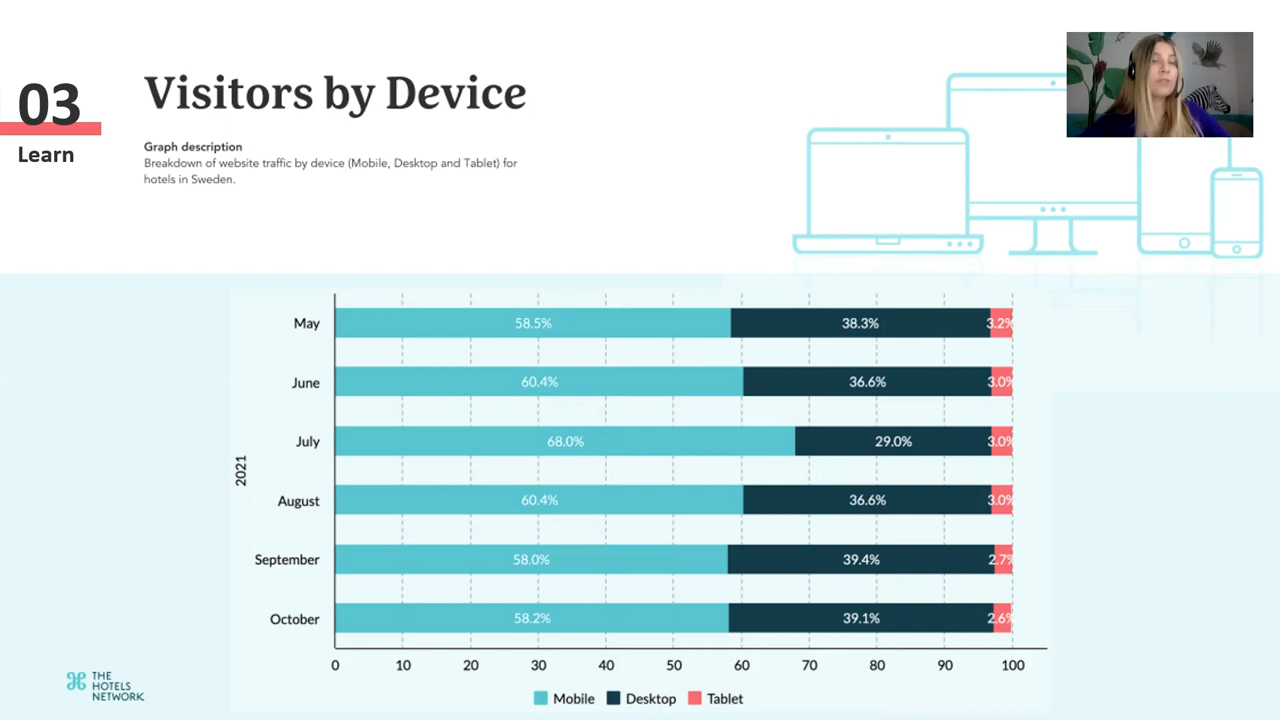 03
Learn
Visitors by Device
Graph description
Breakdown of website traffic by device (Mobile, Desktop and Tablet) for
hotels in Sweden.
2021
May 58.5% 38.3% 3.2%
June 60.4% 36.6% 3.0%
July 68.0% 29.0% 3.0%
August 60.4% 36.6% 3.0%
September 58.0% 39.4% 2.7%
October 58.2% 39.1% 2.6%
0 10 20 30 40 50 60 70 80 90 100
Mobile Desktop Tablet
THE
HOTELS
NETWORK